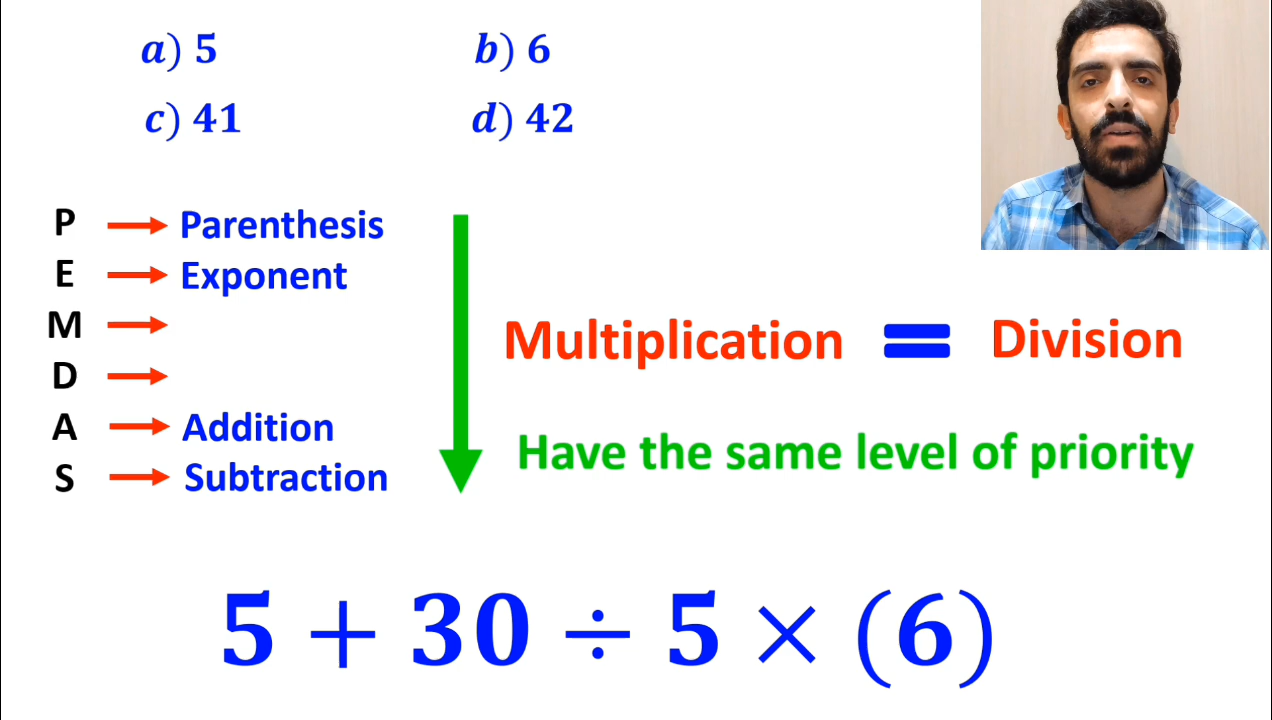 a) 5 b) 6
c) 41 d) 42
P → Parenthesis
E → Exponent
M →
D →
A → Addition
S → Subtraction
Multiplication = Division
Have the same level of priority
5 + 30 ÷ 5 × (6)